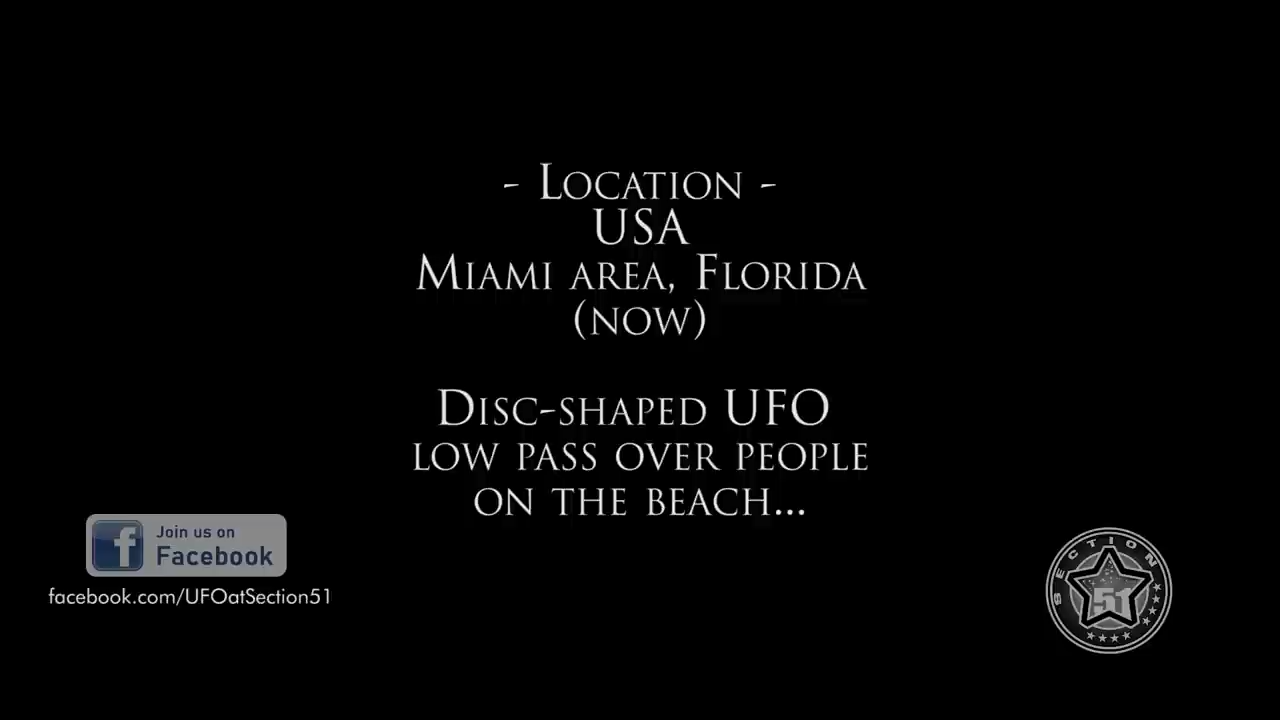 - Location -
USA
Miami area, Florida
(now)
Disc-shaped UFO
low pass over people
on the beach...
Join us on
Facebook
facebook.com/UFOatSection51
SECTION
51